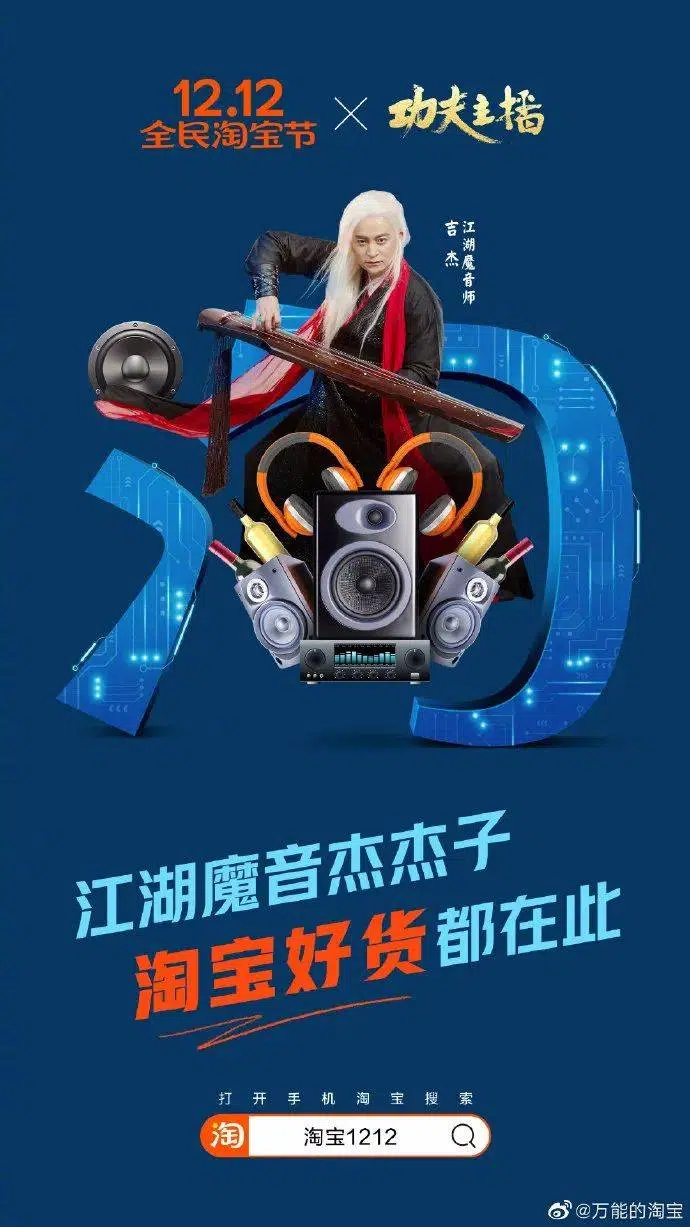 12.12
全民淘宝节
×
功夫主播
江湖魔音师
吉杰
江湖魔音杰杰子
淘宝好货都在此
打开手机淘宝搜索
淘
淘宝1212
@万能的淘宝